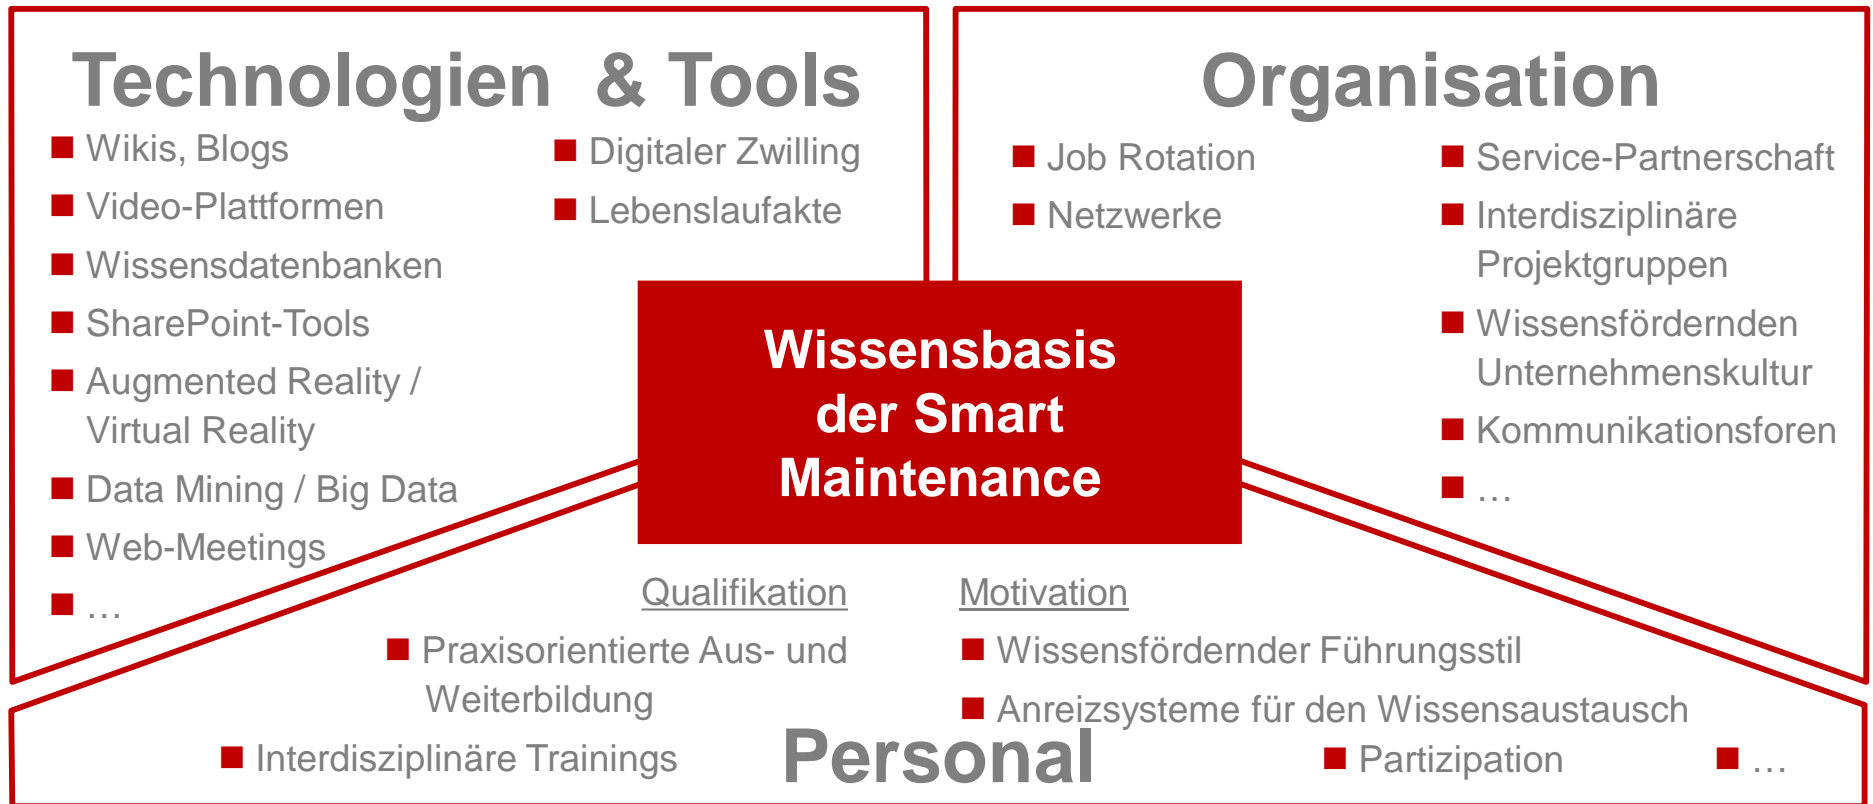 Technologien & Tools
Wikis, Blogs
Video-Plattformen
Wissensdatenbanken
SharePoint-Tools
Augmented Reality /
Virtual Reality
Data Mining / Big Data
Web-Meetings
…
Digitaler Zwilling
Lebenslaufakte
Organisation
Job Rotation
Netzwerke
Service-Partnerschaft
Interdisziplinäre
Projektgruppen
Wissensfördernden
Unternehmenskultur
Kommunikationsforen
…
Wissensbasis
der Smart
Maintenance
Qualifikation
Praxisorientierte Aus- und
Weiterbildung
Interdisziplinäre Trainings
Motivation
Wissensfördernder Führungsstil
Anreizsysteme für den Wissensaustausch
Partizipation
…
Personal